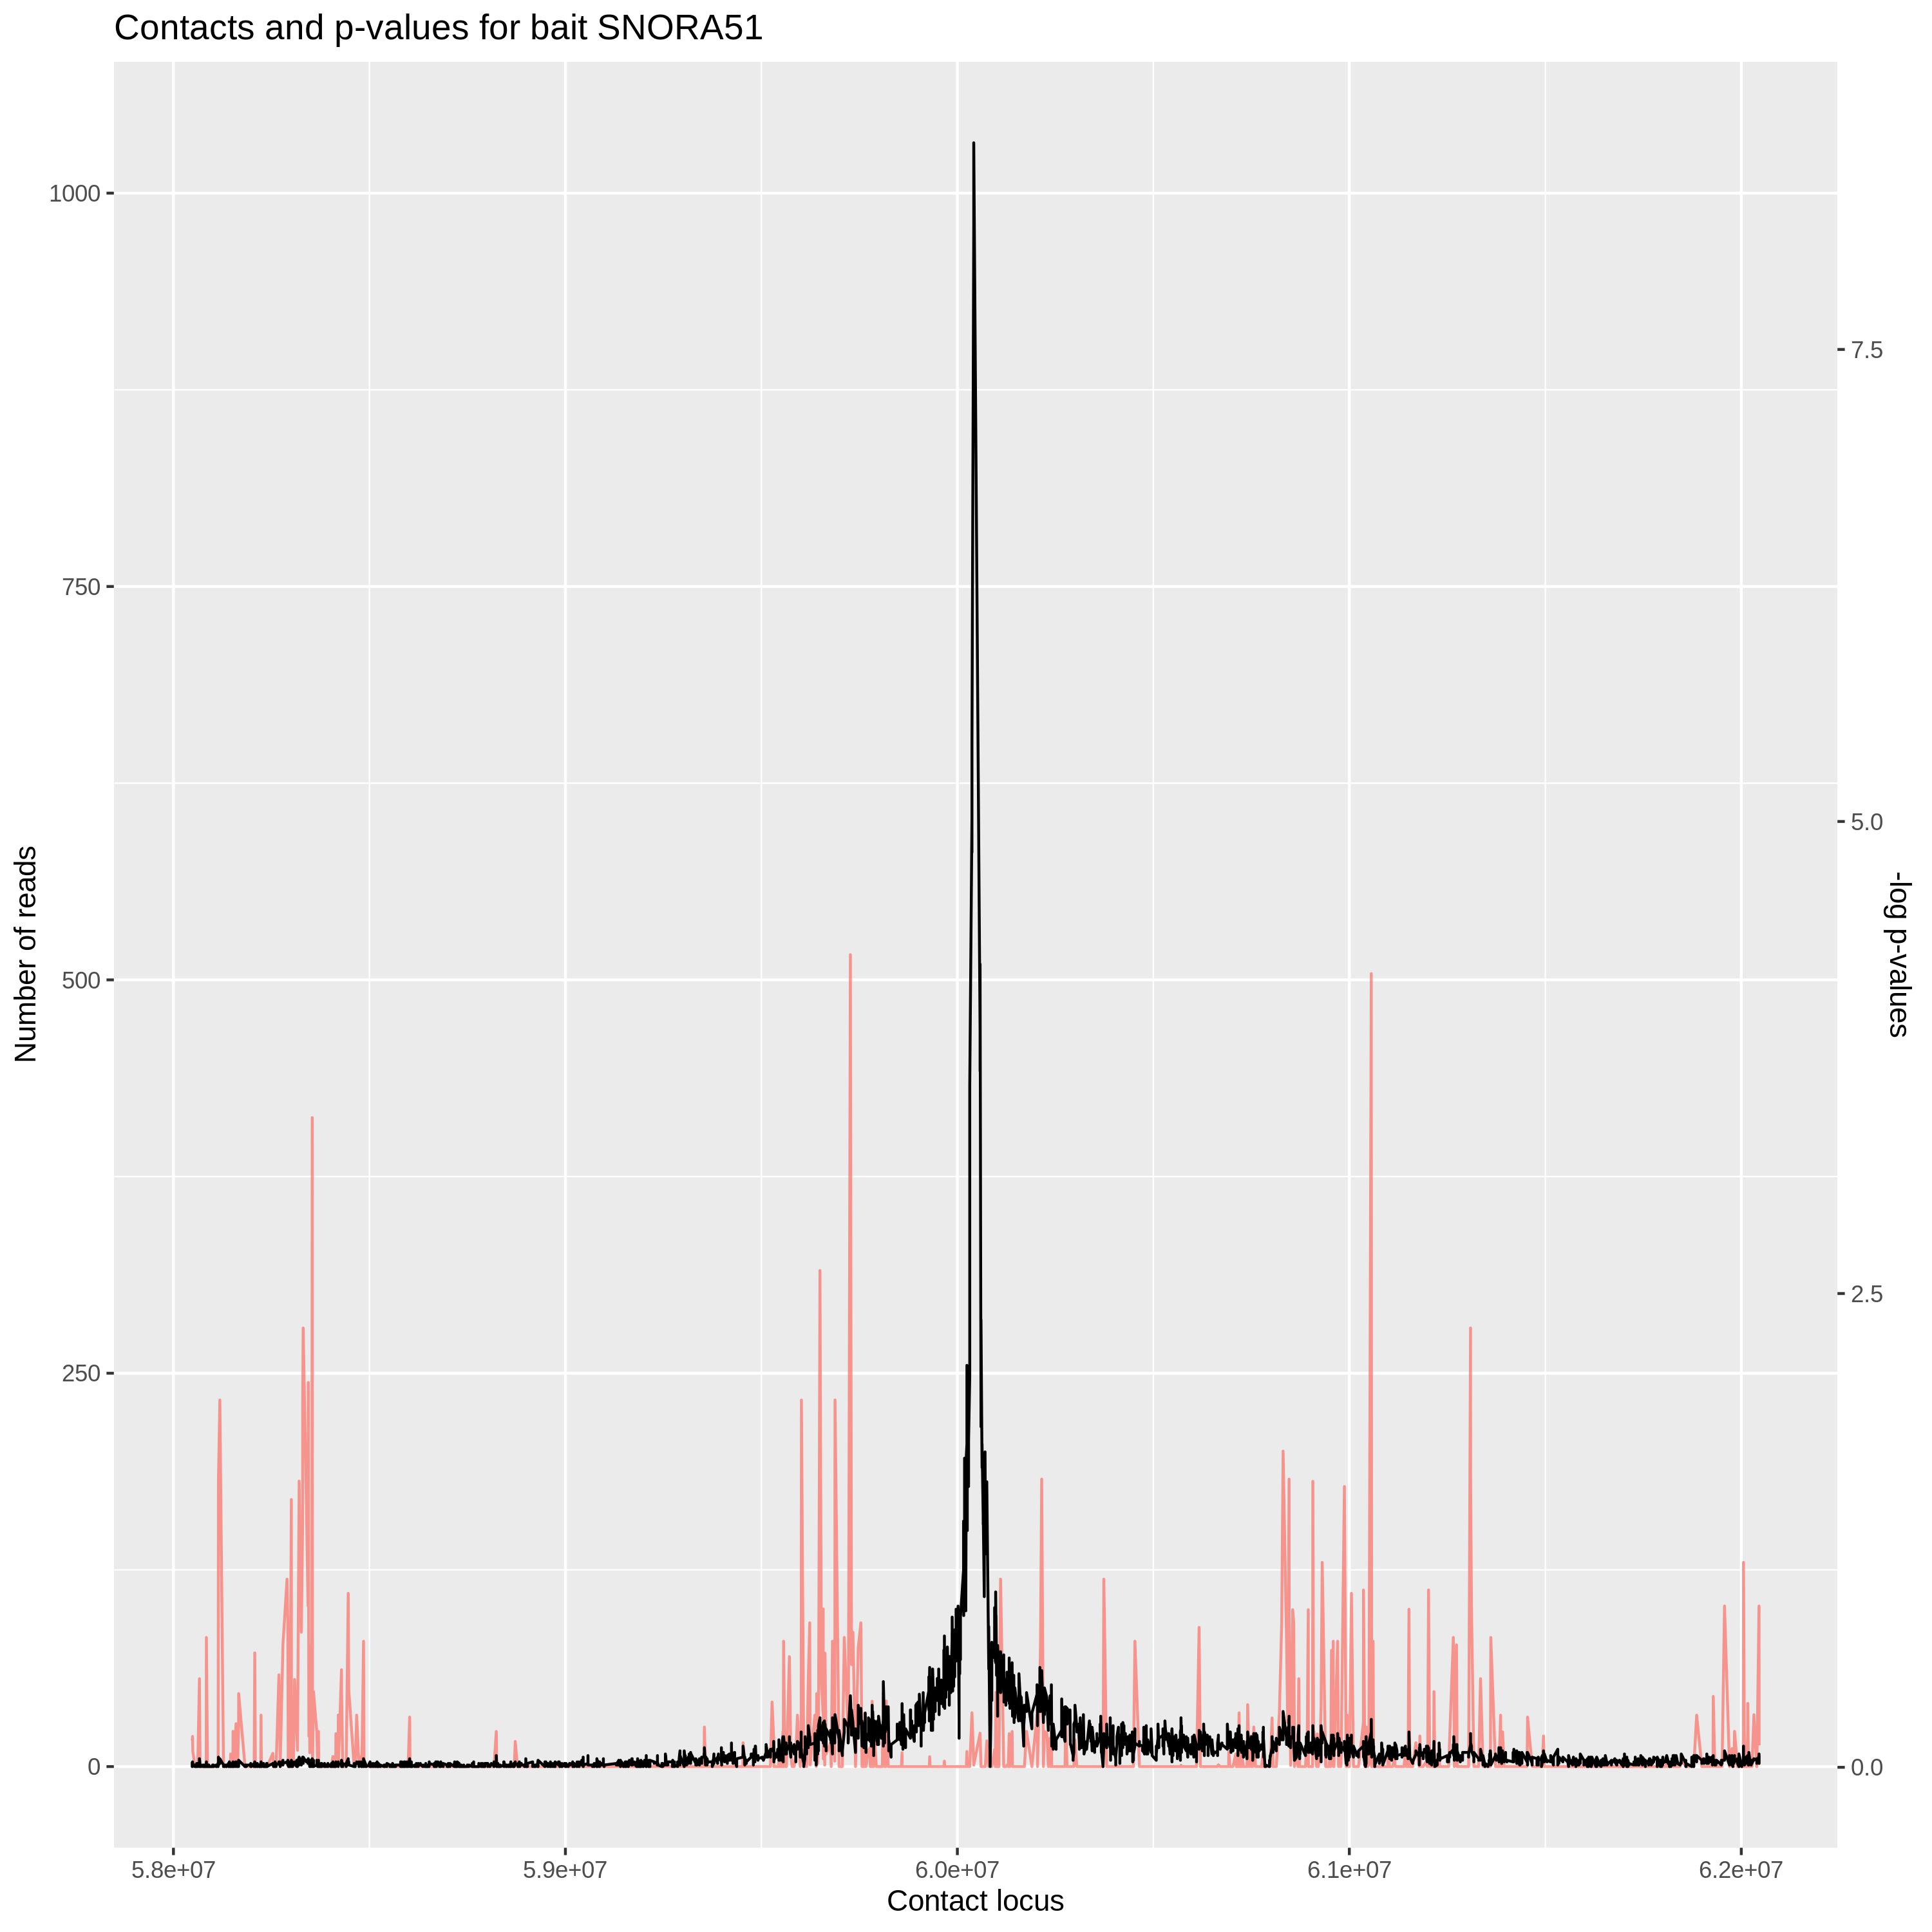 Contacts and p-values for bait SNORA51
1000
750
500
250
0
Number of reads
7.5
5.0
2.5
0.0
-log p-values
5.8e+07 5.9e+07 6.0e+07 6.1e+07 6.2e+07
Contact locus